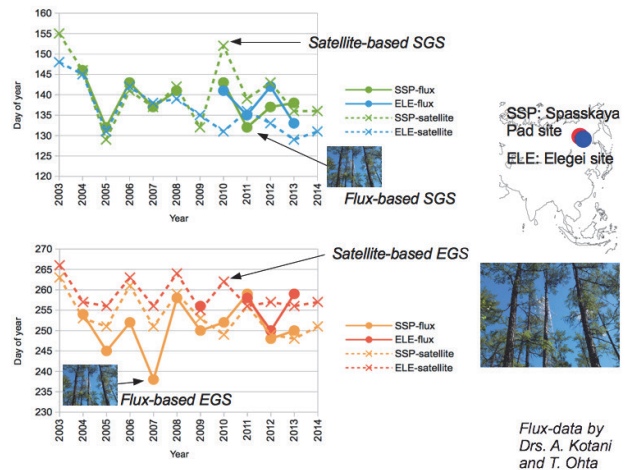 160
155
150
145
140
135
130
125
120
Day of year
2003
2004
2005
2006
2007
2008
2009
2010
2011
2012
2013
2014
Year
Satellite-based SGS
SSP-flux
ELE-flux
SSP-satellite
ELE-satellite
Flux-based SGS
SSP: Spasskaya
Pad site
ELE: Elegei site
270
265
260
255
250
245
240
235
230
Day of year
2003
2004
2005
2006
2007
2008
2009
2010
2011
2012
2013
2014
Year
Satellite-based EGS
SSP-flux
ELE-flux
SSP-satellite
ELE-satellite
Flux-based EGS
Flux-data by
Drs. A. Kotani
and T. Ohta